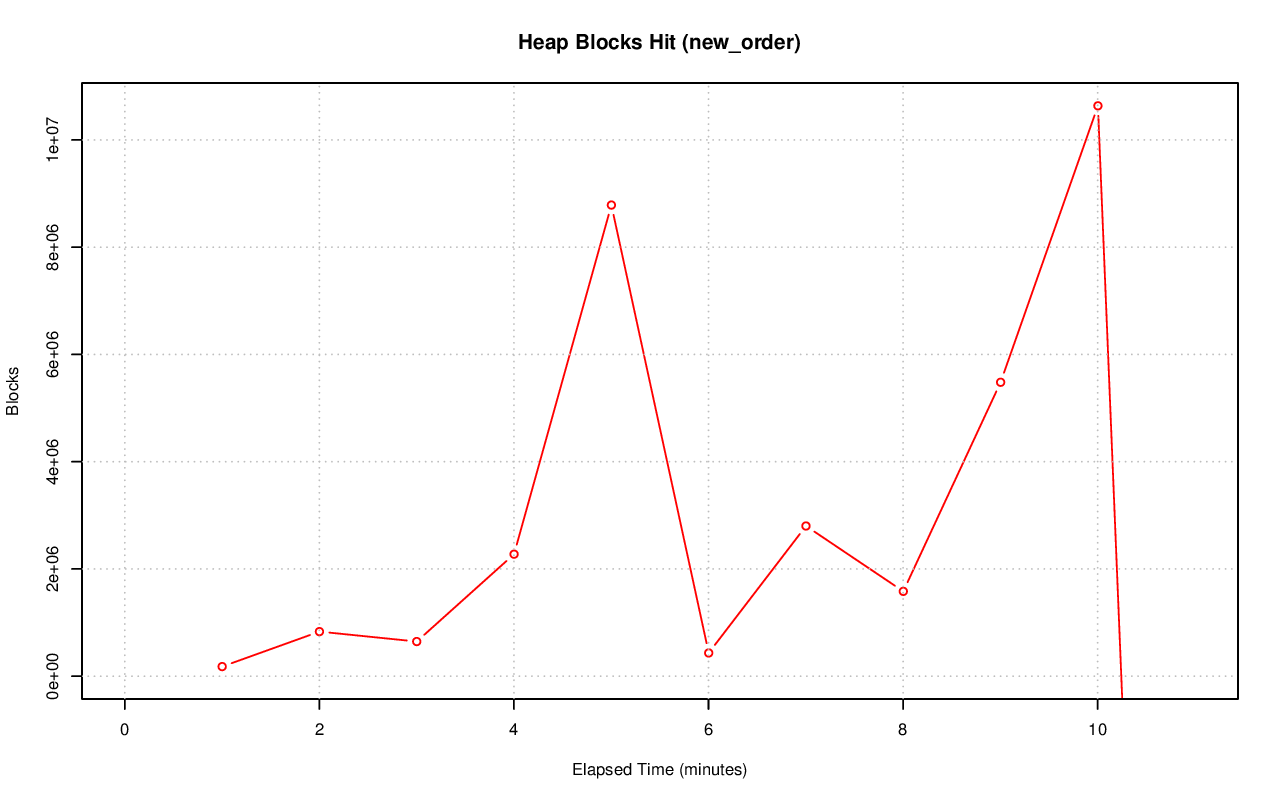 Heap Blocks Hit (new_order)
1e+07
8e+06
6e+06
4e+06
2e+06
0e+00
Blocks
0 2 4 6 8 10
Elapsed Time (minutes)